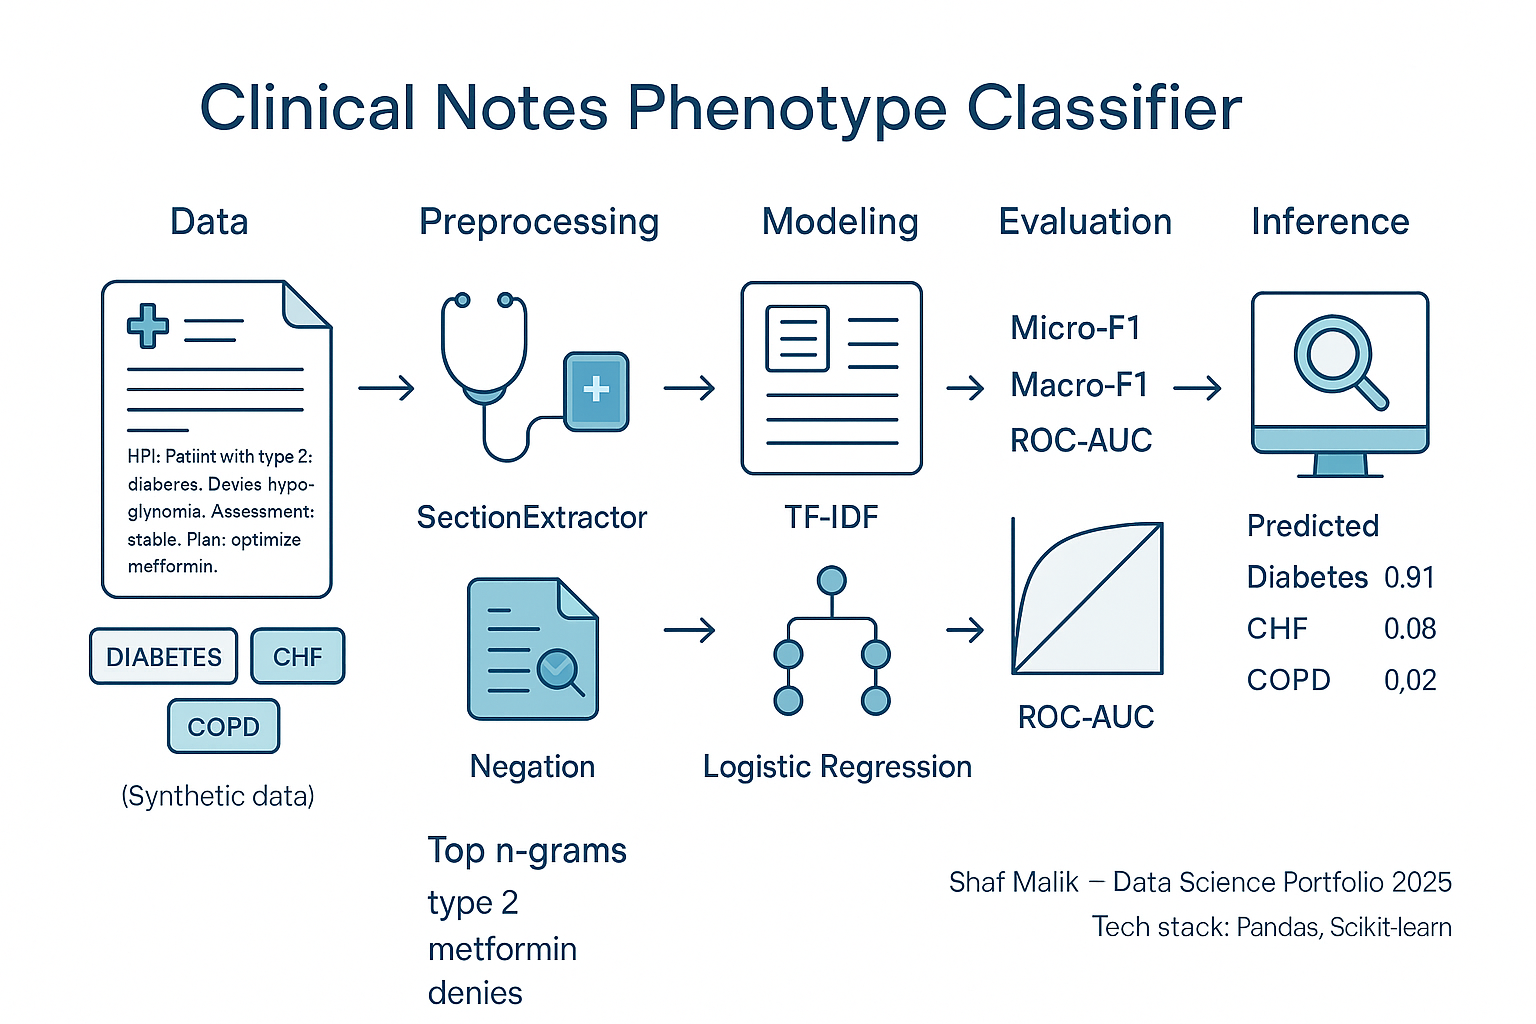 Clinical Notes Phenotype Classifier
Data
HPI: Patiint with type 2:
diaberes. Devies hypo-
glynomia. Assessment:
stable. Plan: optimize
mefformin.
DIABETES
CHF
COPD
(Synthetic data)
Preprocessing
SectionExtractor
Negation
Top n-grams
type 2
metformin
denies
Modeling
TF-IDF
Logistic Regression
Evaluation
Micro-F1
Macro-F1
ROC-AUC
ROC-AUC
Inference
Predicted
Diabetes 0.91
CHF 0.08
COPD 0,02
Shaf Malik – Data Science Portfolio 2025
Tech stack: Pandas, Scikit-learn